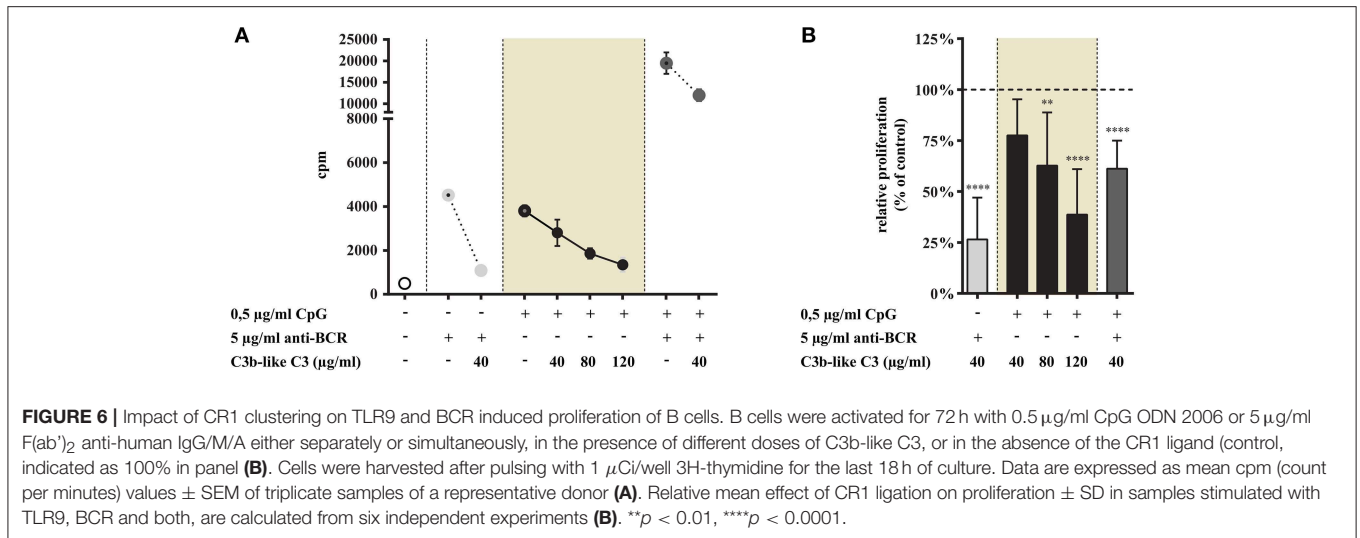 A
25000
20000
15000
10000
8000
6000
4000
2000
0
cpm
0,5 µg/ml CpG - - - + + + + + +
5 µg/ml anti-BCR - + + - - - - + +
C3b-like C3 (µg/ml) - - 40 - 40 80 120 - 40
B
125%
100%
75%
50%
25%
0%
relative proliferation
(% of control)
**** ** **** ****
0,5 µg/ml CpG - + + + +
5 µg/ml anti-BCR + - - - +
C3b-like C3 (µg/ml) 40 40 80 120 40
FIGURE 6 | Impact of CR1 clustering on TLR9 and BCR induced proliferation of B cells. B cells were activated for 72 h with 0.5 µg/ml CpG ODN 2006 or 5 µg/ml
F(ab')₂ anti-human IgG/M/A either separately or simultaneously, in the presence of different doses of C3b-like C3, or in the absence of the CR1 ligand (control,
indicated as 100% in panel (B). Cells were harvested after pulsing with 1 µCi/well 3H-thymidine for the last 18 h of culture. Data are expressed as mean cpm (count
per minutes) values ± SEM of triplicate samples of a representative donor (A). Relative mean effect of CR1 ligation on proliferation ± SD in samples stimulated with
TLR9, BCR and both, are calculated from six independent experiments (B). **p < 0.01, ****p < 0.0001.